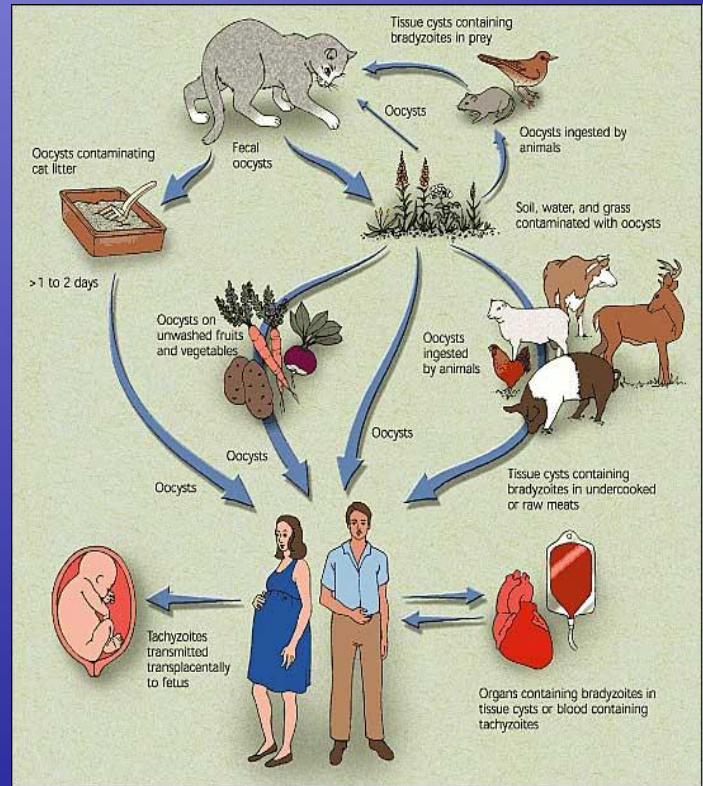 Tissue cysts containing
bradyzoites in prey
Oocysts
Oocysts ingested by
animals
Fecal
oocysts
Oocysts contaminating
cat litter
Soil, water, and grass
contaminated with oocysts
>1 to 2 days
Oocysts on
unwashed fruits
and vegetables
Oocysts
ingested
by animals
Oocysts
Oocysts
Oocysts
Tissue cysts containing
bradyzoites in undercooked
or raw meats
Tachyzoites
transmitted
transplacentally
to fetus
Organs containing bradyzoites in
tissue cysts or blood containing
tachyzoites